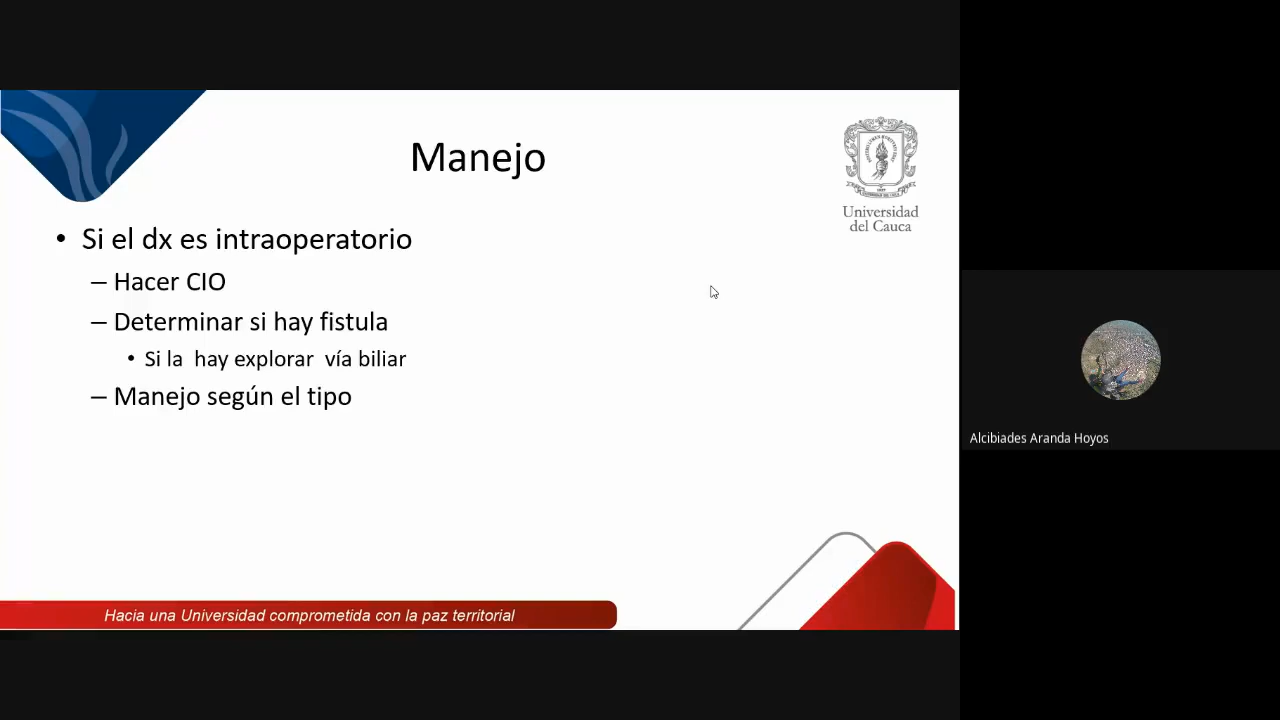 Manejo
Universidad
del Cauca
• Si el dx es intraoperatorio
– Hacer CIO
– Determinar si hay fistula
• Si la hay explorar vía biliar
– Manejo según el tipo
Alcibiades Aranda Hoyos
Hacia una Universidad comprometida con la paz territorial